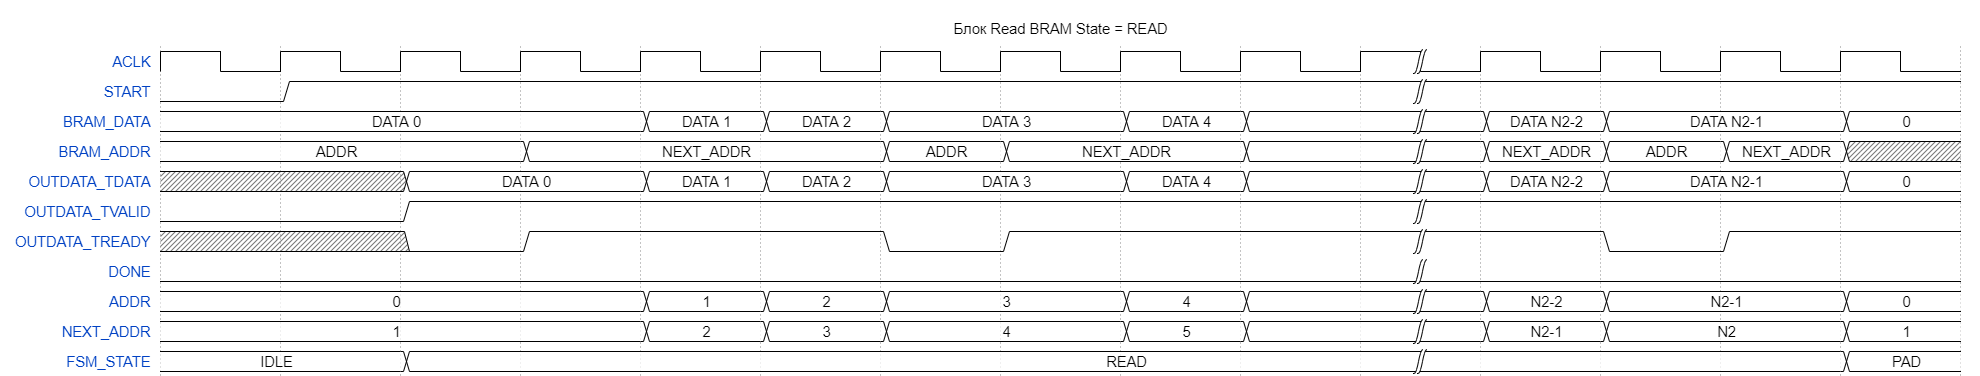 Блок Read BRAM State = READ
ACLK
START
BRAM_DATA DATA 0 DATA 1 DATA 2 DATA 3 DATA 4 DATA N2-2 DATA N2-1 0
BRAM_ADDR ADDR NEXT_ADDR ADDR NEXT_ADDR NEXT_ADDR ADDR NEXT_ADDR
OUTDATA_TDATA DATA 0 DATA 1 DATA 2 DATA 3 DATA 4 DATA N2-2 DATA N2-1 0
OUTDATA_TVALID
OUTDATA_TREADY
DONE
ADDR 0 1 2 3 4 N2-2 N2-1 0
NEXT_ADDR 1 2 3 4 5 N2-1 N2 1
FSM_STATE IDLE READ PAD